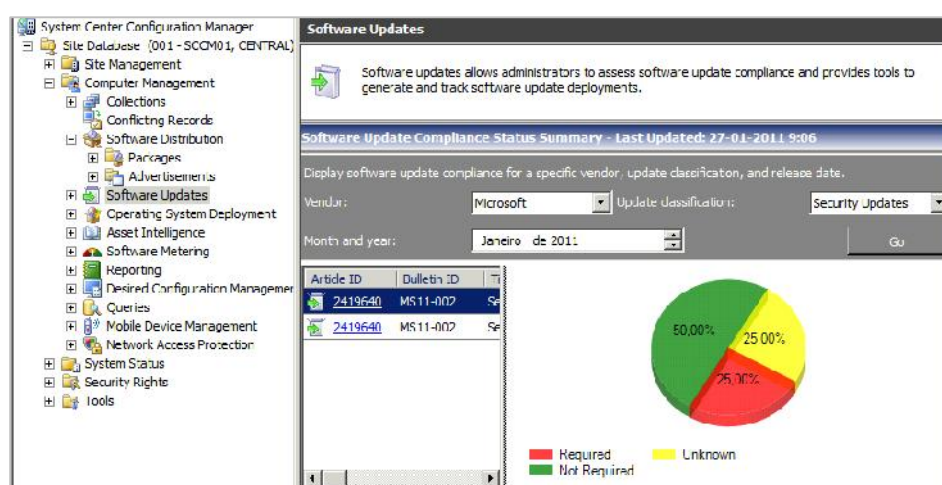 System Center Configuration Manager
Site Database (001 - SCCM01, CENTRAL)
Site Management
Computer Management
Collections
Conflicting Records
Software Distribution
Packages
Advertisements
Software Updates
Operating System Deployment
Asset Intelligence
Software Metering
Reporting
Desired Configuration Managemen
Queries
Mobile Device Management
Network Access Protection
System Status
Security Rights
Tools
Software Updates
Software updates allows administrators to assess software update compliance and provides tools to
generate and track software update deployments.
Software Update Compliance Status Summary - Last Updated: 27-01-2011 9:06
Display software update compliance for a specific vendor, update classification, and release date.
Vendor: Microsoft Update classification: Security Updates
Month and year: Janeiro de 2011 Go
Article ID Bulletin ID Ti
2419640 MS11-002 Se
2419640 MS11-002 Se
50,00%
25,00%
25,00%
Required Unknown
Not Required